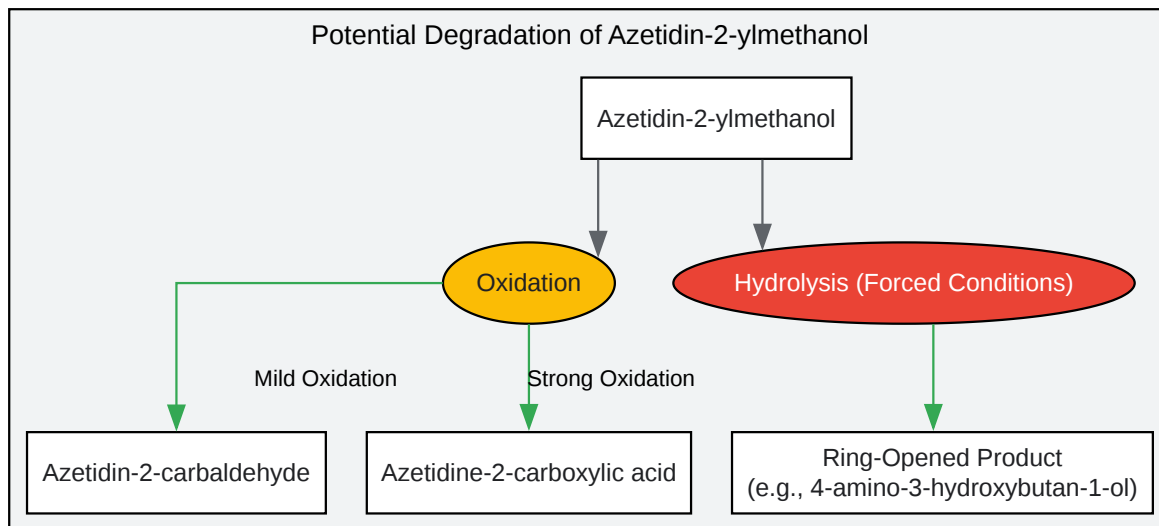 Potential Degradation of Azetidin-2-ylmethanol
Azetidin-2-ylmethanol
Oxidation
Hydrolysis (Forced Conditions)
Mild Oxidation
Strong Oxidation
Azetidin-2-carbaldehyde
Azetidine-2-carboxylic acid
Ring-Opened Product
(e.g., 4-amino-3-hydroxybutan-1-ol)